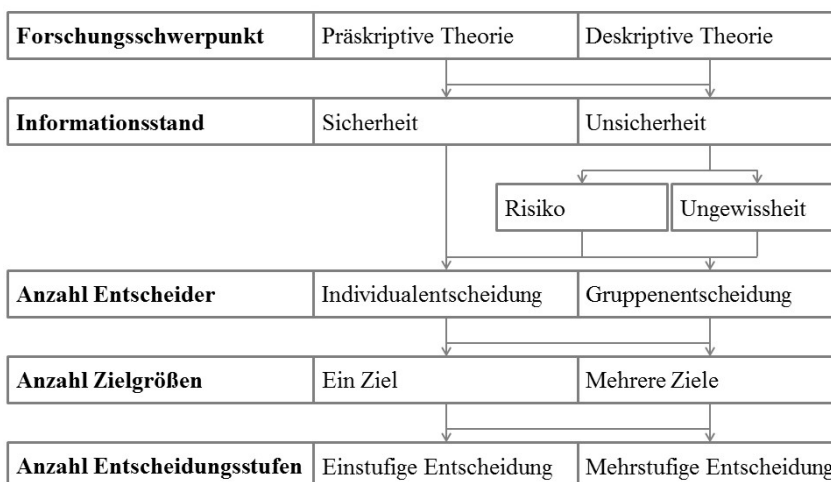 Forschungsschwerpunkt Präskriptive Theorie Deskriptive Theorie
Informationsstand Sicherheit Unsicherheit
Risiko Ungewissheit
Anzahl Entscheider Individualentscheidung Gruppenentscheidung
Anzahl Zielgrößen Ein Ziel Mehrere Ziele
Anzahl Entscheidungsstufen Einstufige Entscheidung Mehrstufige Entscheidung